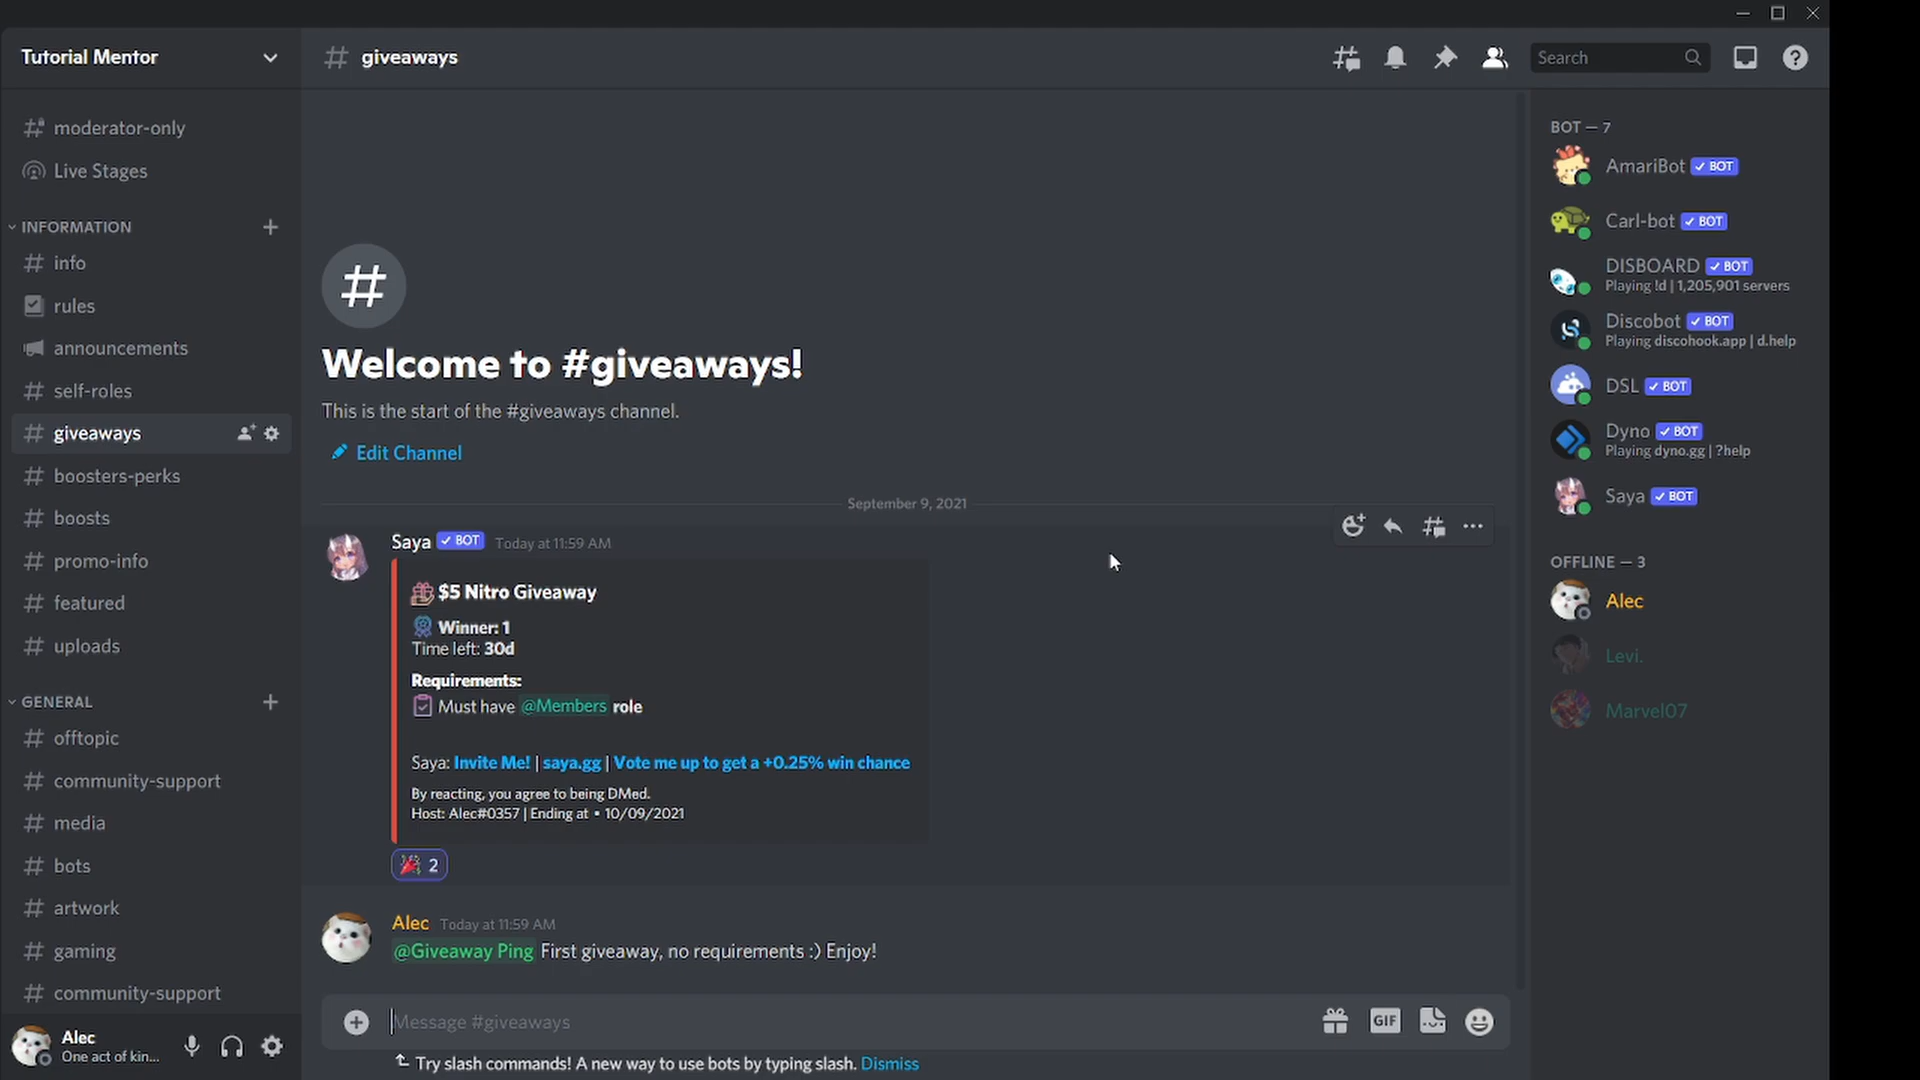 Tutorial Mentor
moderator-only
Live Stages
INFORMATION
info
rules
announcements
self-roles
giveaways
boosters-perks
boosts
promo-info
featured
uploads
GENERAL
offtopic
community-support
media
bots
artwork
gaming
community-support
Alec
One act of kin...
# giveaways
Search
Welcome to #giveaways!
This is the start of the #giveaways channel.
Edit Channel
September 9, 2021
Saya ✓ BOT Today at 11:59 AM
$5 Nitro Giveaway
Winner: 1
Time left: 30d
Requirements:
Must have @Members role
Saya: Invite Me! | saya.gg | Vote me up to get a +0.25% win chance
By reacting, you agree to being DMed.
Host: Alec#0357 | Ending at • 10/09/2021
2
Alec Today at 11:59 AM
@Giveaway Ping First giveaway, no requirements :) Enjoy!
Message #giveaways
GIF
Try slash commands! A new way to use bots by typing slash. Dismiss
BOT — 7
AmariBot ✓ BOT
Carl-bot ✓ BOT
DISBOARD ✓ BOT
Playing !d | 1,205,901 servers
Discobot ✓ BOT
Playing discohook.app | d.help
DSL ✓ BOT
Dyno ✓ BOT
Playing dyno.gg | ?help
Saya ✓ BOT
OFFLINE — 3
Alec
Levi.
Marvel07